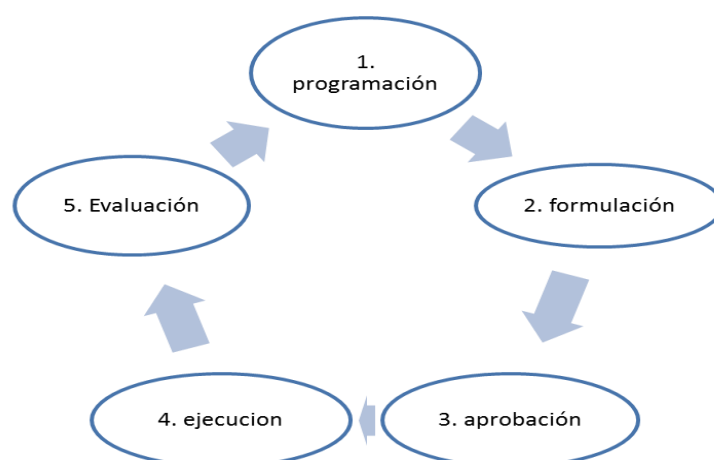 1.
programación
2. formulación
3. aprobación
4. ejecucion
5. Evaluación